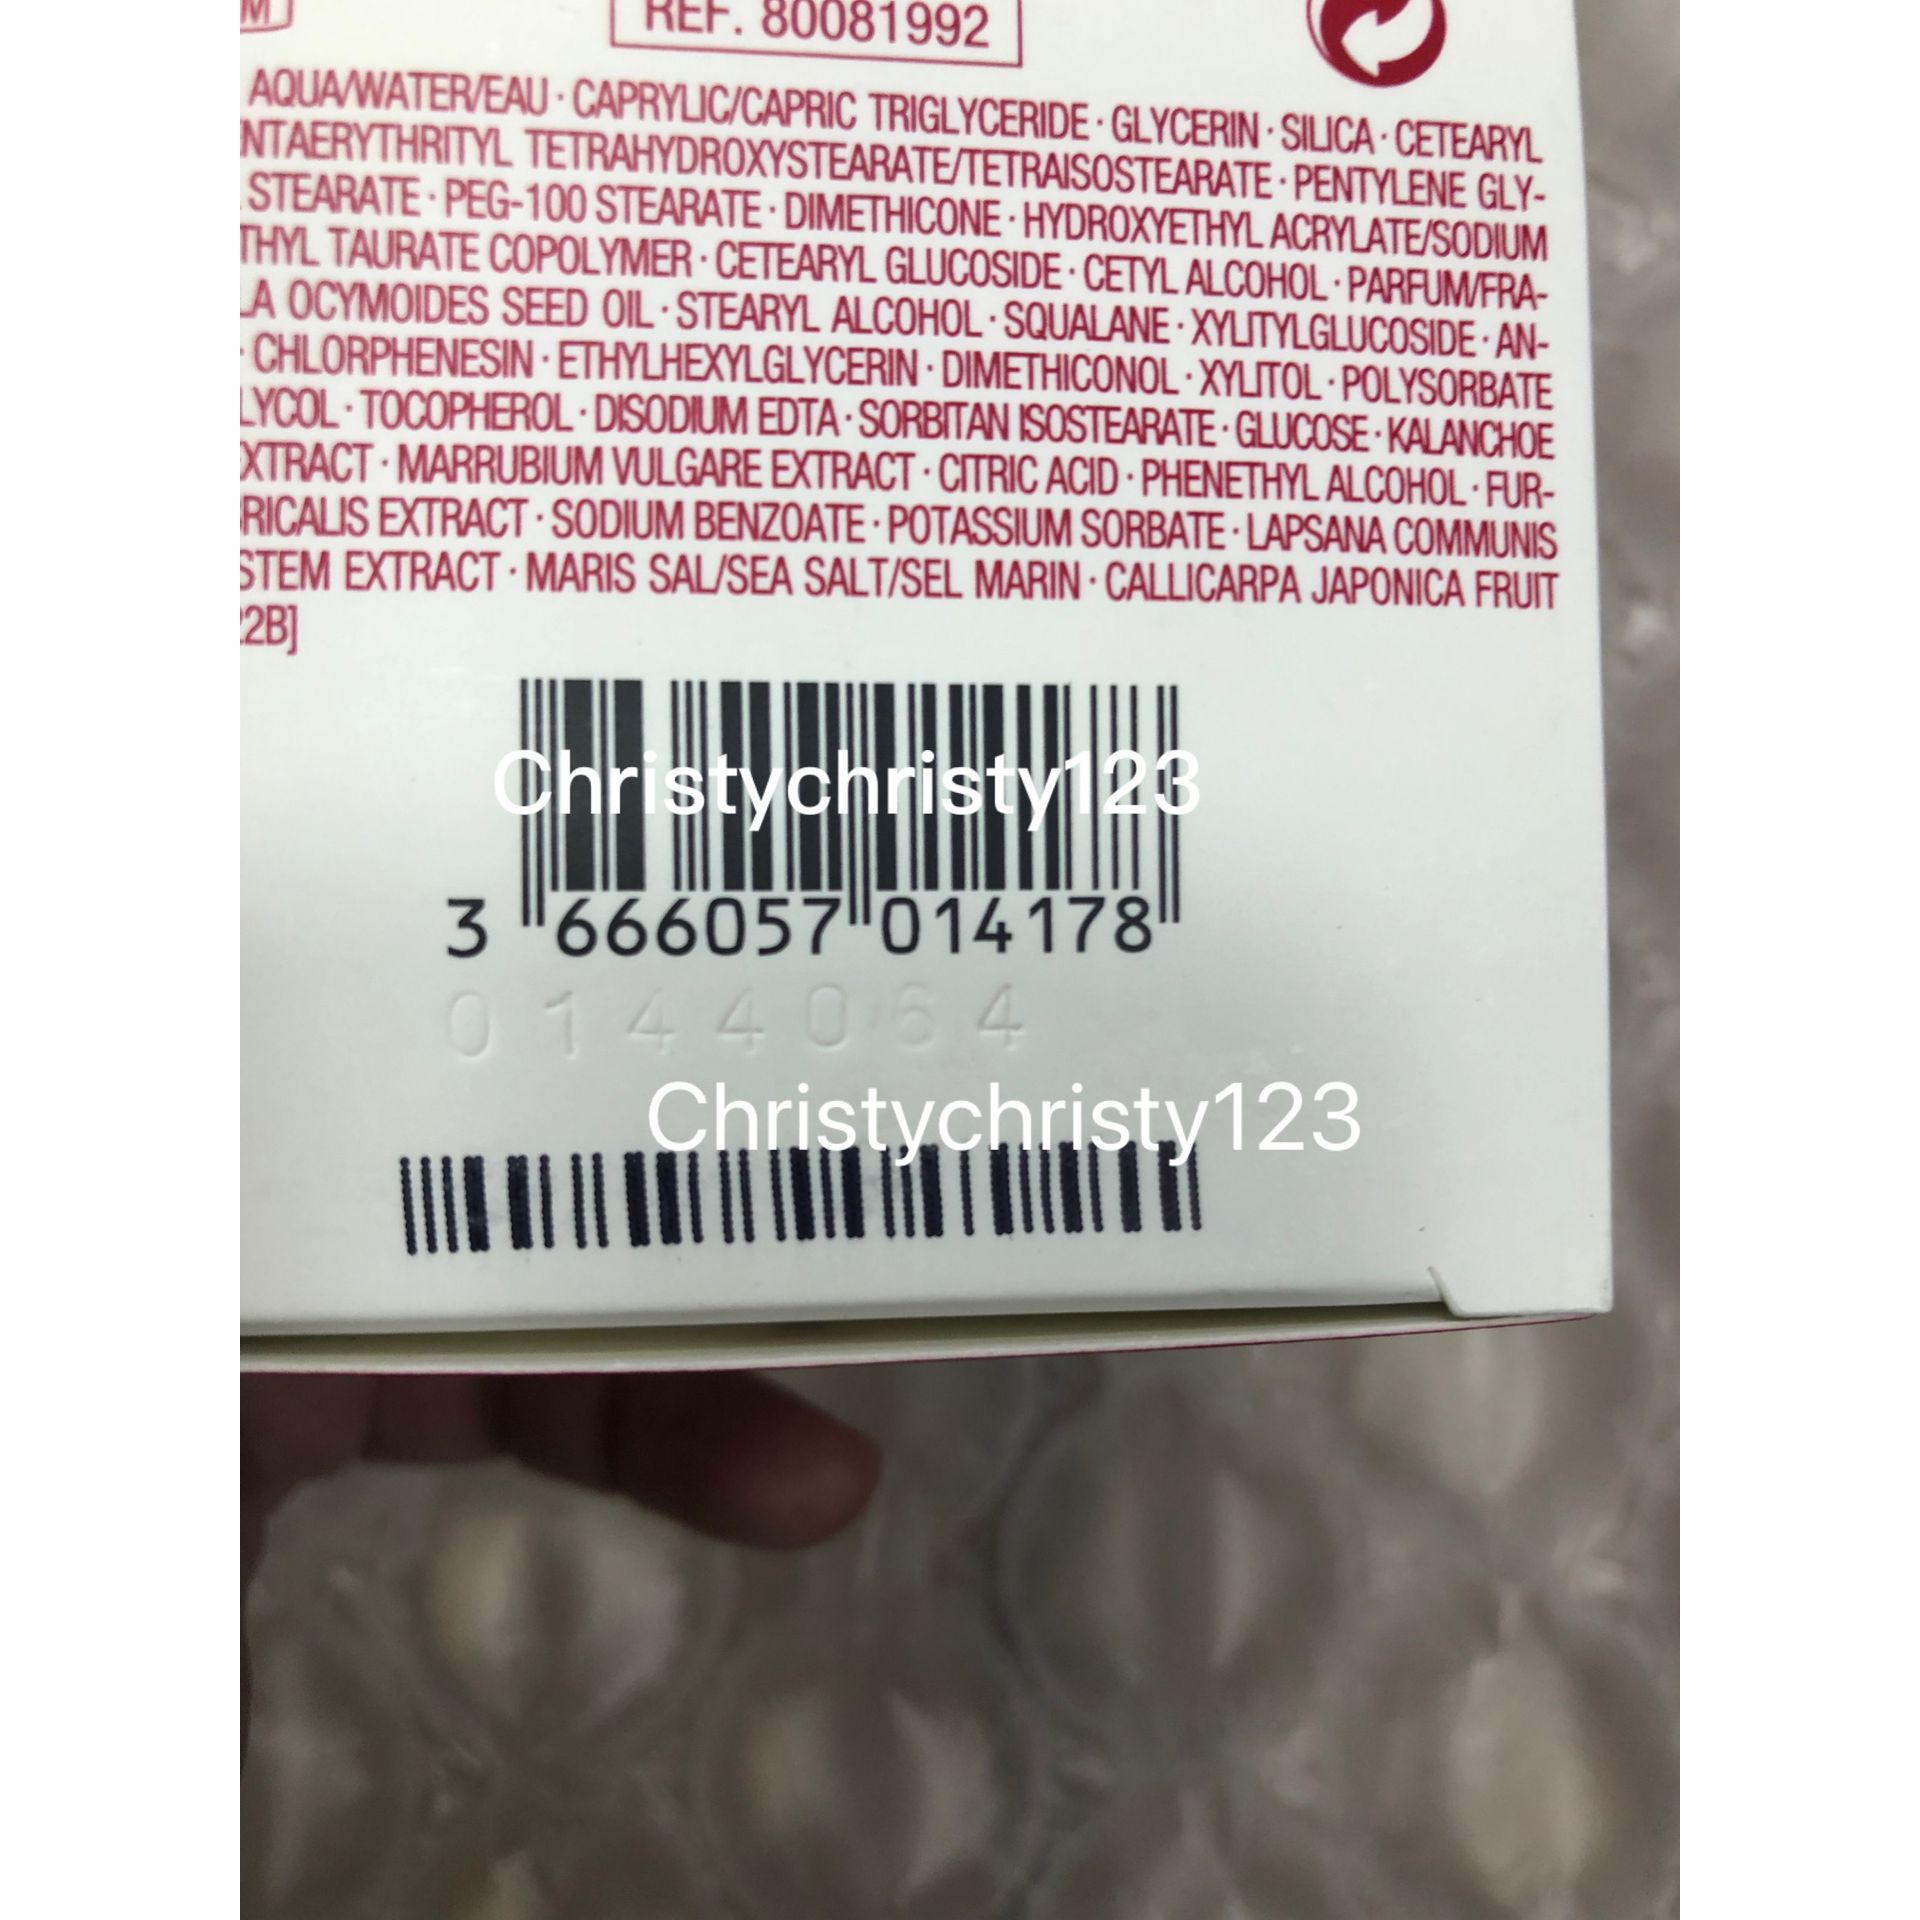 REF. 80081992
AQUA/WATER/EAU · CAPRYLIC/CAPRIC TRIGLYCERIDE · GLYCERIN · SILICA · CETEARYL
NTAERYTHRITYL TETRAHYDROXYSTEARATE/TETRAISOSTEARATE · PENTYLENE GLY-
STEARATE · PEG-100 STEARATE · DIMETHICONE · HYDROXYETHYL ACRYLATE/SODIUM
THYL TAURATE COPOLYMER · CETEARYL GLUCOSIDE · CETYL ALCOHOL · PARFUM/FRA-
LA OCYMOIDES SEED OIL · STEARYL ALCOHOL · SQUALANE · XYLITYLGLUCOSIDE · AN-
· CHLORPHENESIN · ETHYLHEXYLGLYCERIN · DIMETHICONOL · XYLITOL · POLYSORBATE
LYCOL · TOCOPHEROL · DISODIUM EDTA · SORBITAN ISOSTEARATE · GLUCOSE · KALANCHOE
XTRACT · MARRUBIUM VULGARE EXTRACT · CITRIC ACID · PHENETHYL ALCOHOL · FUR-
RICALIS EXTRACT · SODIUM BENZOATE · POTASSIUM SORBATE · LAPSANA COMMUNIS
STEM EXTRACT · MARIS SAL/SEA SALT/SEL MARIN · CALLICARPA JAPONICA FRUIT
2B]
Christychristy123
3 666057 014178
0144064
Christychristy123